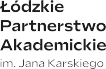 Łódzkie
Partnerstwo
Akademickie
im. Jana Karskiego